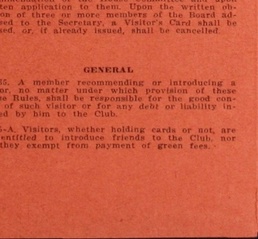 ten application to them. Upon the written ob-
ion of three or more members of the Board ad-
sed to the Secretary, a Visitor's Card shall be
sed, or, if already issued, shall be cancelled.
GENERAL
35. A member recommending or introducing a
or, no matter under which provision of these
e Rules, shall be responsible for the good con-
of such visitor or for any debt or liability in-
ed by him to the Club.
5-A. Visitors, whether holding cards or not, are
entitled to introduce friends to the Club, nor
they exempt from payment of green fees.